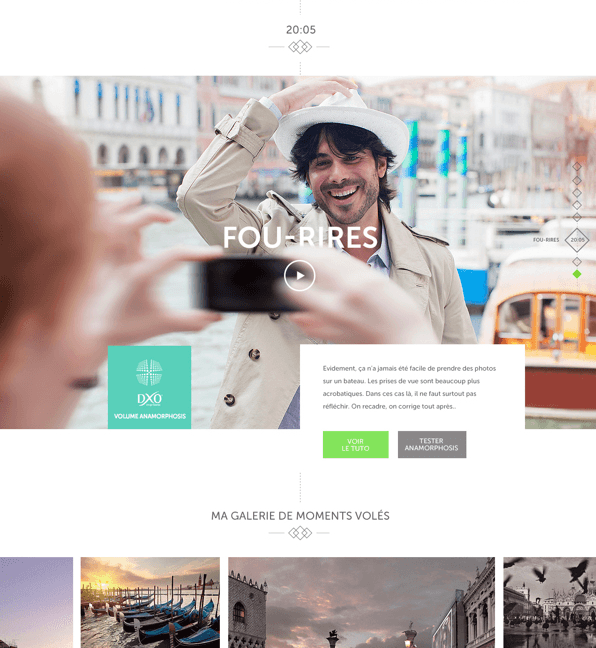 20:05
FOU-RIRES
FOU-RIRES
20:05
DXO
VOLUME ANAMORPHOSIS
Evidement, ça n'a jamais été facile de prendre des photos
sur un bateau. Les prises de vue sont beaucoup plus
acrobatiques. Dans ces cas là, il ne faut surtout pas
réfléchir. On recadre, on corrige tout après..
VOIR
LE TUTO
TESTER
ANAMORPHOSIS
MA GALERIE DE MOMENTS VOLÉS